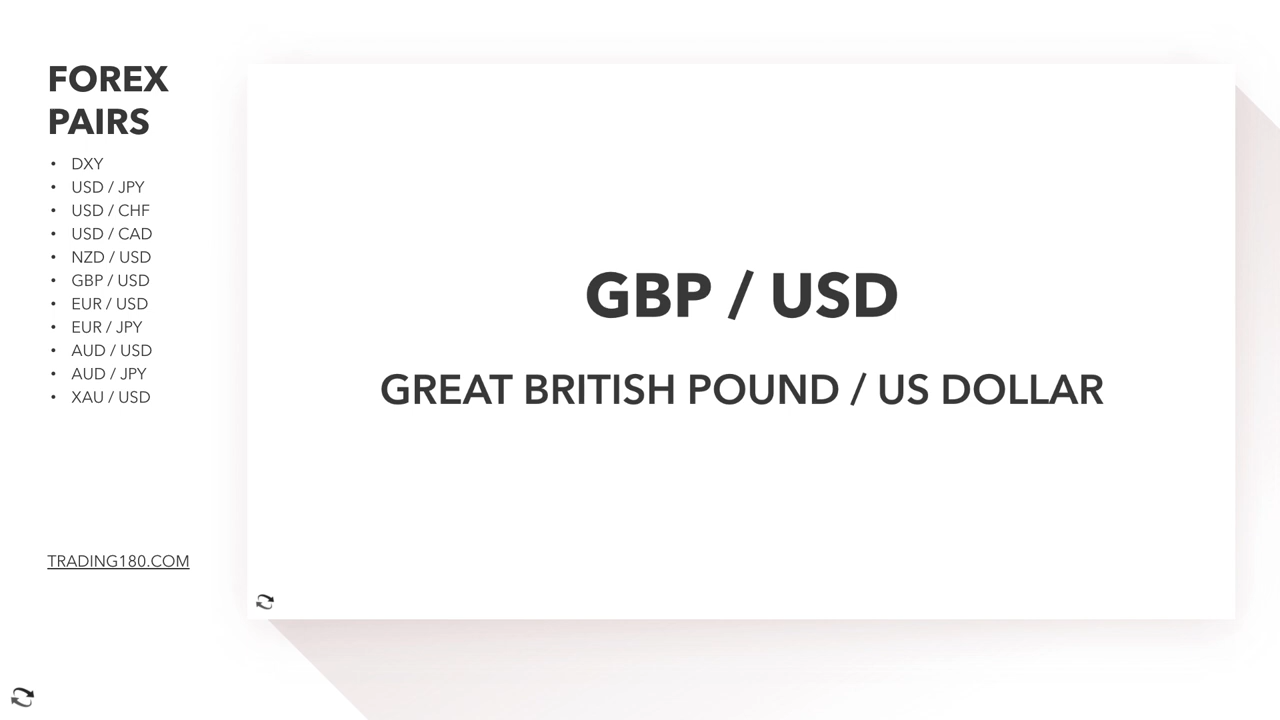 FOREX
PAIRS
• DXY
• USD / JPY
• USD / CHF
• USD / CAD
• NZD / USD
• GBP / USD
• EUR / USD
• EUR / JPY
• AUD / USD
• AUD / JPY
• XAU / USD
TRADING180.COM
GBP / USD
GREAT BRITISH POUND / US DOLLAR